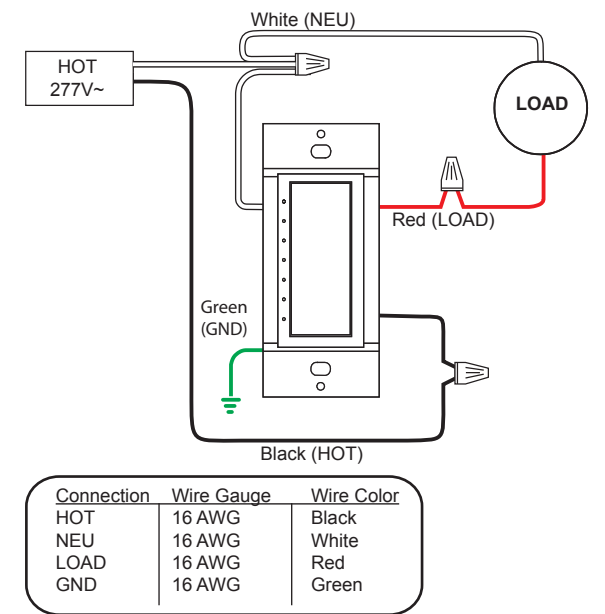 White (NEU)
HOT
277V~
LOAD
Red (LOAD)
Green
(GND)
Black (HOT)
Connection Wire Gauge Wire Color
HOT 16 AWG Black
NEU 16 AWG White
LOAD 16 AWG Red
GND 16 AWG Green